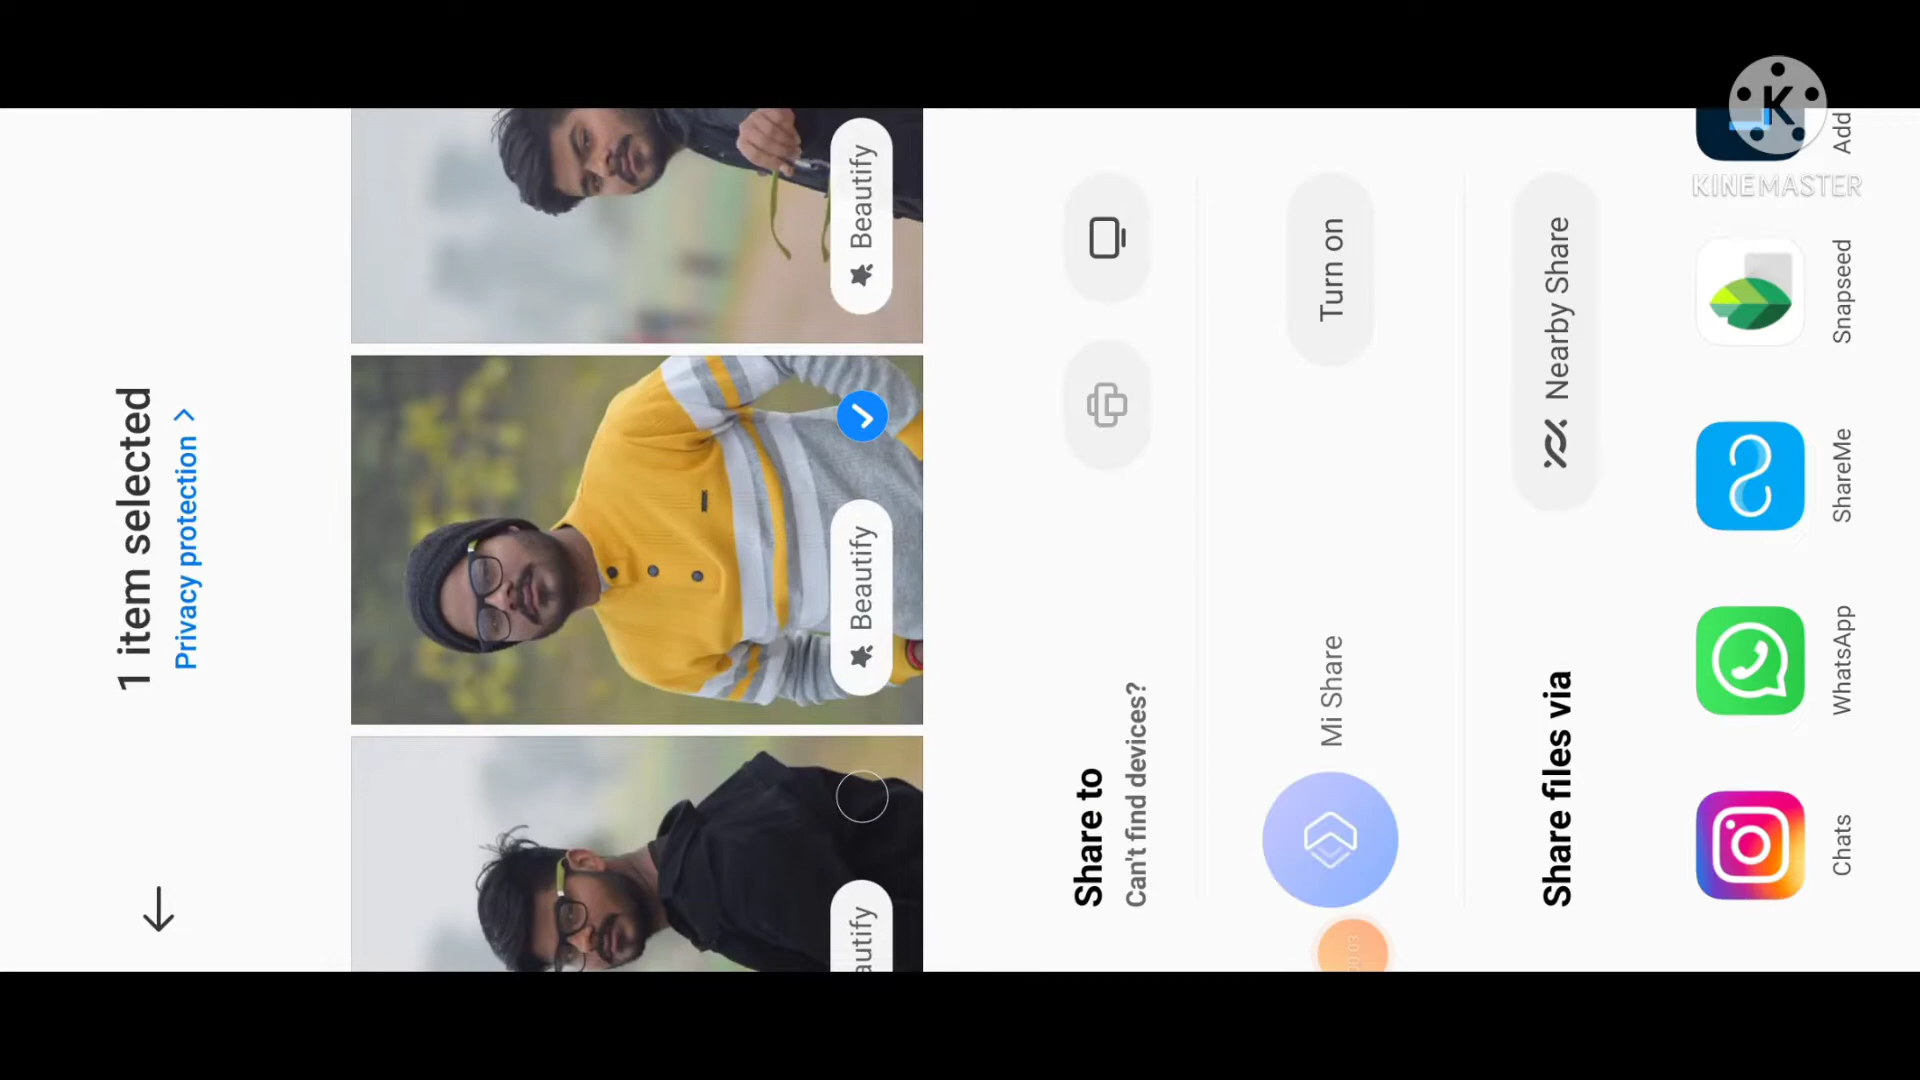 1 item selected
Privacy protection >
autify
Beautify
Beautify
Share to
Can't find devices?
Mi Share
Turn on
Share files via
Nearby Share
Chats
WhatsApp
ShareMe
Snapseed
Add
K
KINEMASTER